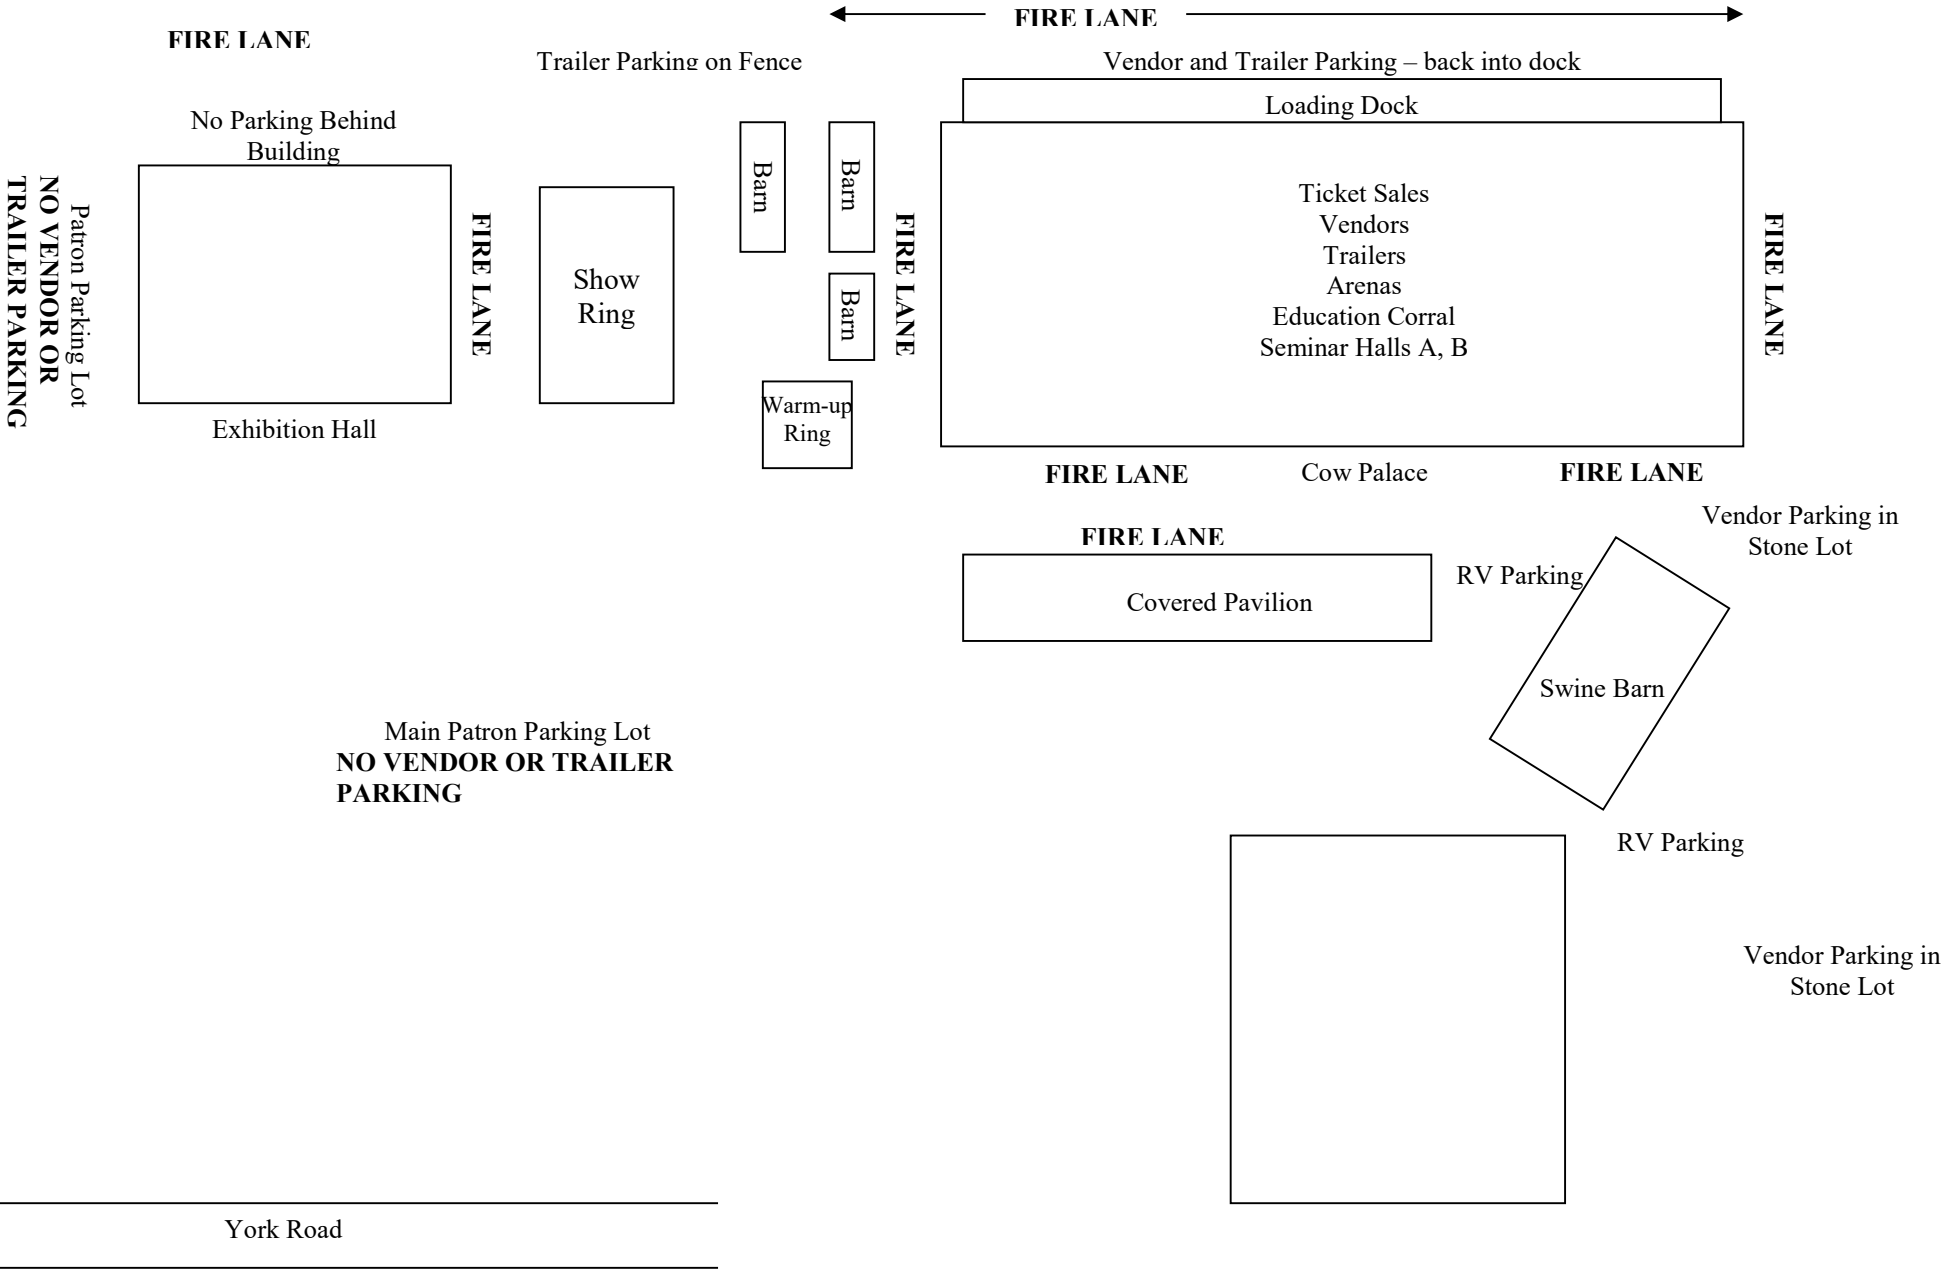 FIRE LANE
FIRE LANE
Trailer Parking on Fence
Vendor and Trailer Parking – back into dock
Loading Dock
No Parking Behind
Building
Patron Parking Lot
NO VENDOR OR
TRAILER PARKING
Exhibition Hall
FIRE LANE
Show
Ring
Barn
Barn
Barn
Warm-up
Ring
FIRE LANE
Ticket Sales
Vendors
Trailers
Arenas
Education Corral
Seminar Halls A, B
FIRE LANE
FIRE LANE
Cow Palace
FIRE LANE
Vendor Parking in
Stone Lot
FIRE LANE
Covered Pavilion
RV Parking
Swine Barn
Main Patron Parking Lot
NO VENDOR OR TRAILER
PARKING
RV Parking
Vendor Parking in
Stone Lot
York Road